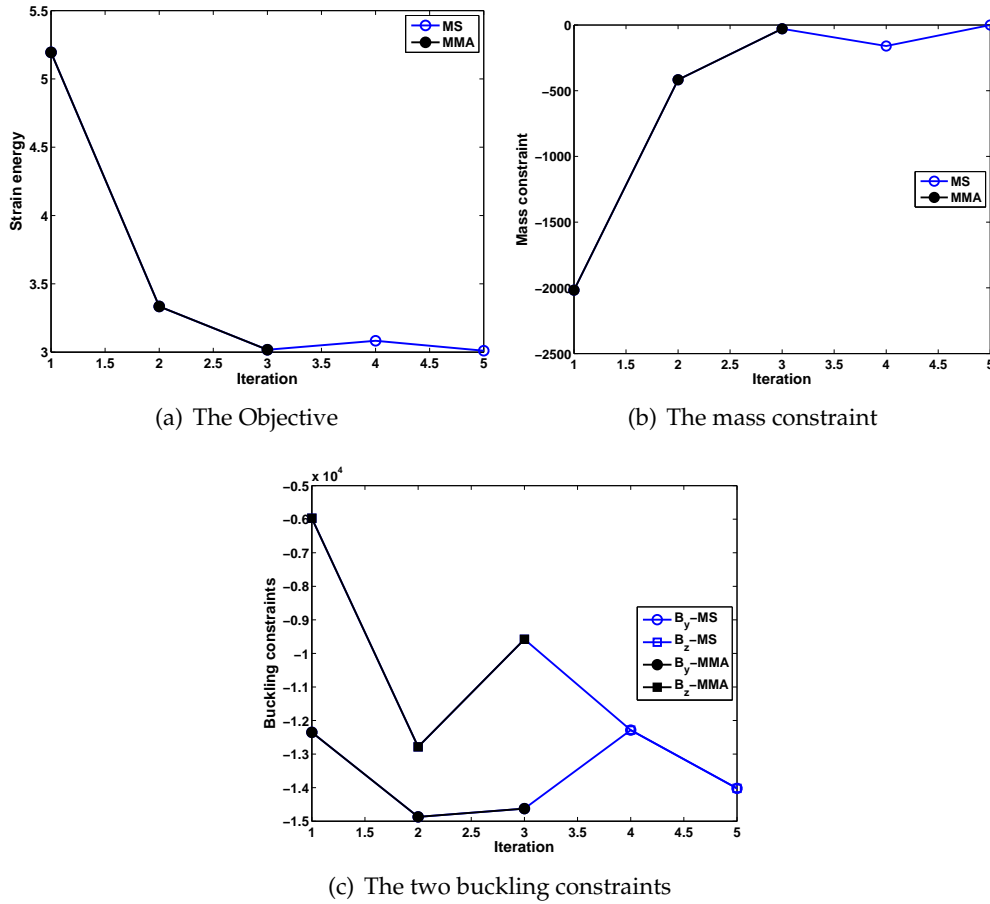 5.5
5
4.5
4
3.5
3
Strain energy
MS
MMA
1 1.5 2 2.5 3 3.5 4 4.5 5
Iteration
(a) The Objective
0
−500
−1000
−1500
−2000
−2500
Mass constraint
MS
MMA
1 1.5 2 2.5 3 3.5 4 4.5 5
Iteration
(b) The mass constraint
x 10^4
−0.5
−0.6
−0.7
−0.8
−0.9
−1
−1.1
−1.2
−1.3
−1.4
−1.5
Buckling constraints
B_y−MS
B_z−MS
B_y−MMA
B_z−MMA
1 1.5 2 2.5 3 3.5 4 4.5 5
Iteration
(c) The two buckling constraints